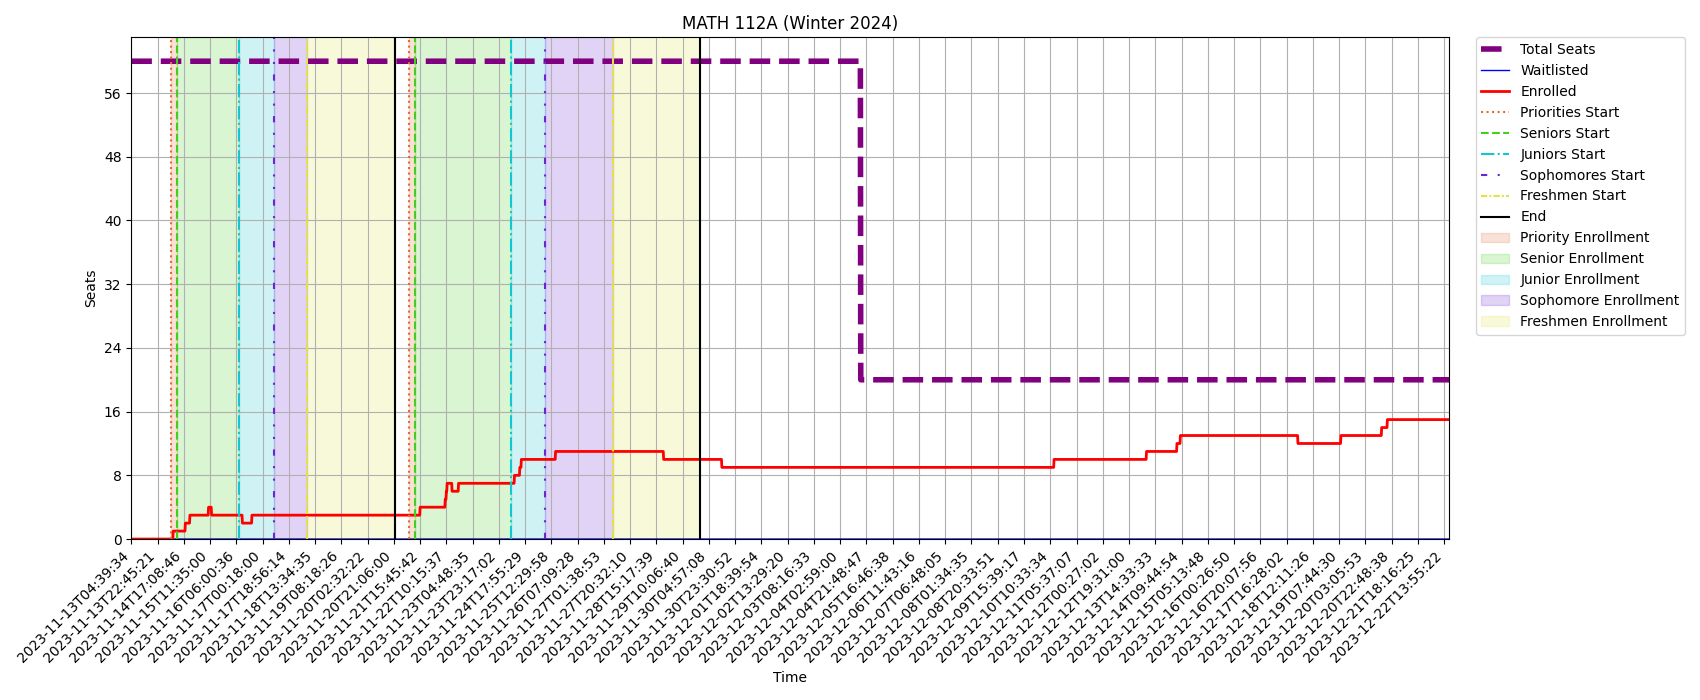 MATH 112A (Winter 2024)
Seats
56
48
40
32
24
16
8
0
2023-11-13T04:39:34
2023-11-13T22:45:21
2023-11-14T17:08:46
2023-11-15T11:35:00
2023-11-16T06:00:36
2023-11-17T00:18:00
2023-11-17T18:56:14
2023-11-18T13:34:35
2023-11-19T08:18:26
2023-11-20T02:32:22
2023-11-20T21:06:00
2023-11-21T15:45:42
2023-11-22T10:15:37
2023-11-23T04:48:35
2023-11-23T23:17:02
2023-11-24T17:55:29
2023-11-25T12:29:58
2023-11-26T07:09:28
2023-11-27T01:38:53
2023-11-27T20:32:10
2023-11-28T15:17:39
2023-11-29T10:06:40
2023-11-30T04:57:08
2023-11-30T23:30:52
2023-12-01T18:39:54
2023-12-02T13:29:20
2023-12-03T08:16:33
2023-12-04T02:59:00
2023-12-04T21:48:47
2023-12-05T16:46:38
2023-12-06T11:43:16
2023-12-07T06:48:05
2023-12-08T01:34:35
2023-12-08T20:33:51
2023-12-09T15:39:17
2023-12-10T10:33:34
2023-12-11T05:37:07
2023-12-12T00:27:02
2023-12-12T19:31:00
2023-12-13T14:33:33
2023-12-14T09:44:54
2023-12-15T05:13:48
2023-12-16T00:26:50
2023-12-16T20:07:56
2023-12-17T16:28:02
2023-12-18T12:11:26
2023-12-19T07:44:30
2023-12-20T03:05:53
2023-12-20T22:48:38
2023-12-21T18:16:25
2023-12-22T13:55:22
Time
Total Seats
Waitlisted
Enrolled
Priorities Start
Seniors Start
Juniors Start
Sophomores Start
Freshmen Start
End
Priority Enrollment
Senior Enrollment
Junior Enrollment
Sophomore Enrollment
Freshmen Enrollment